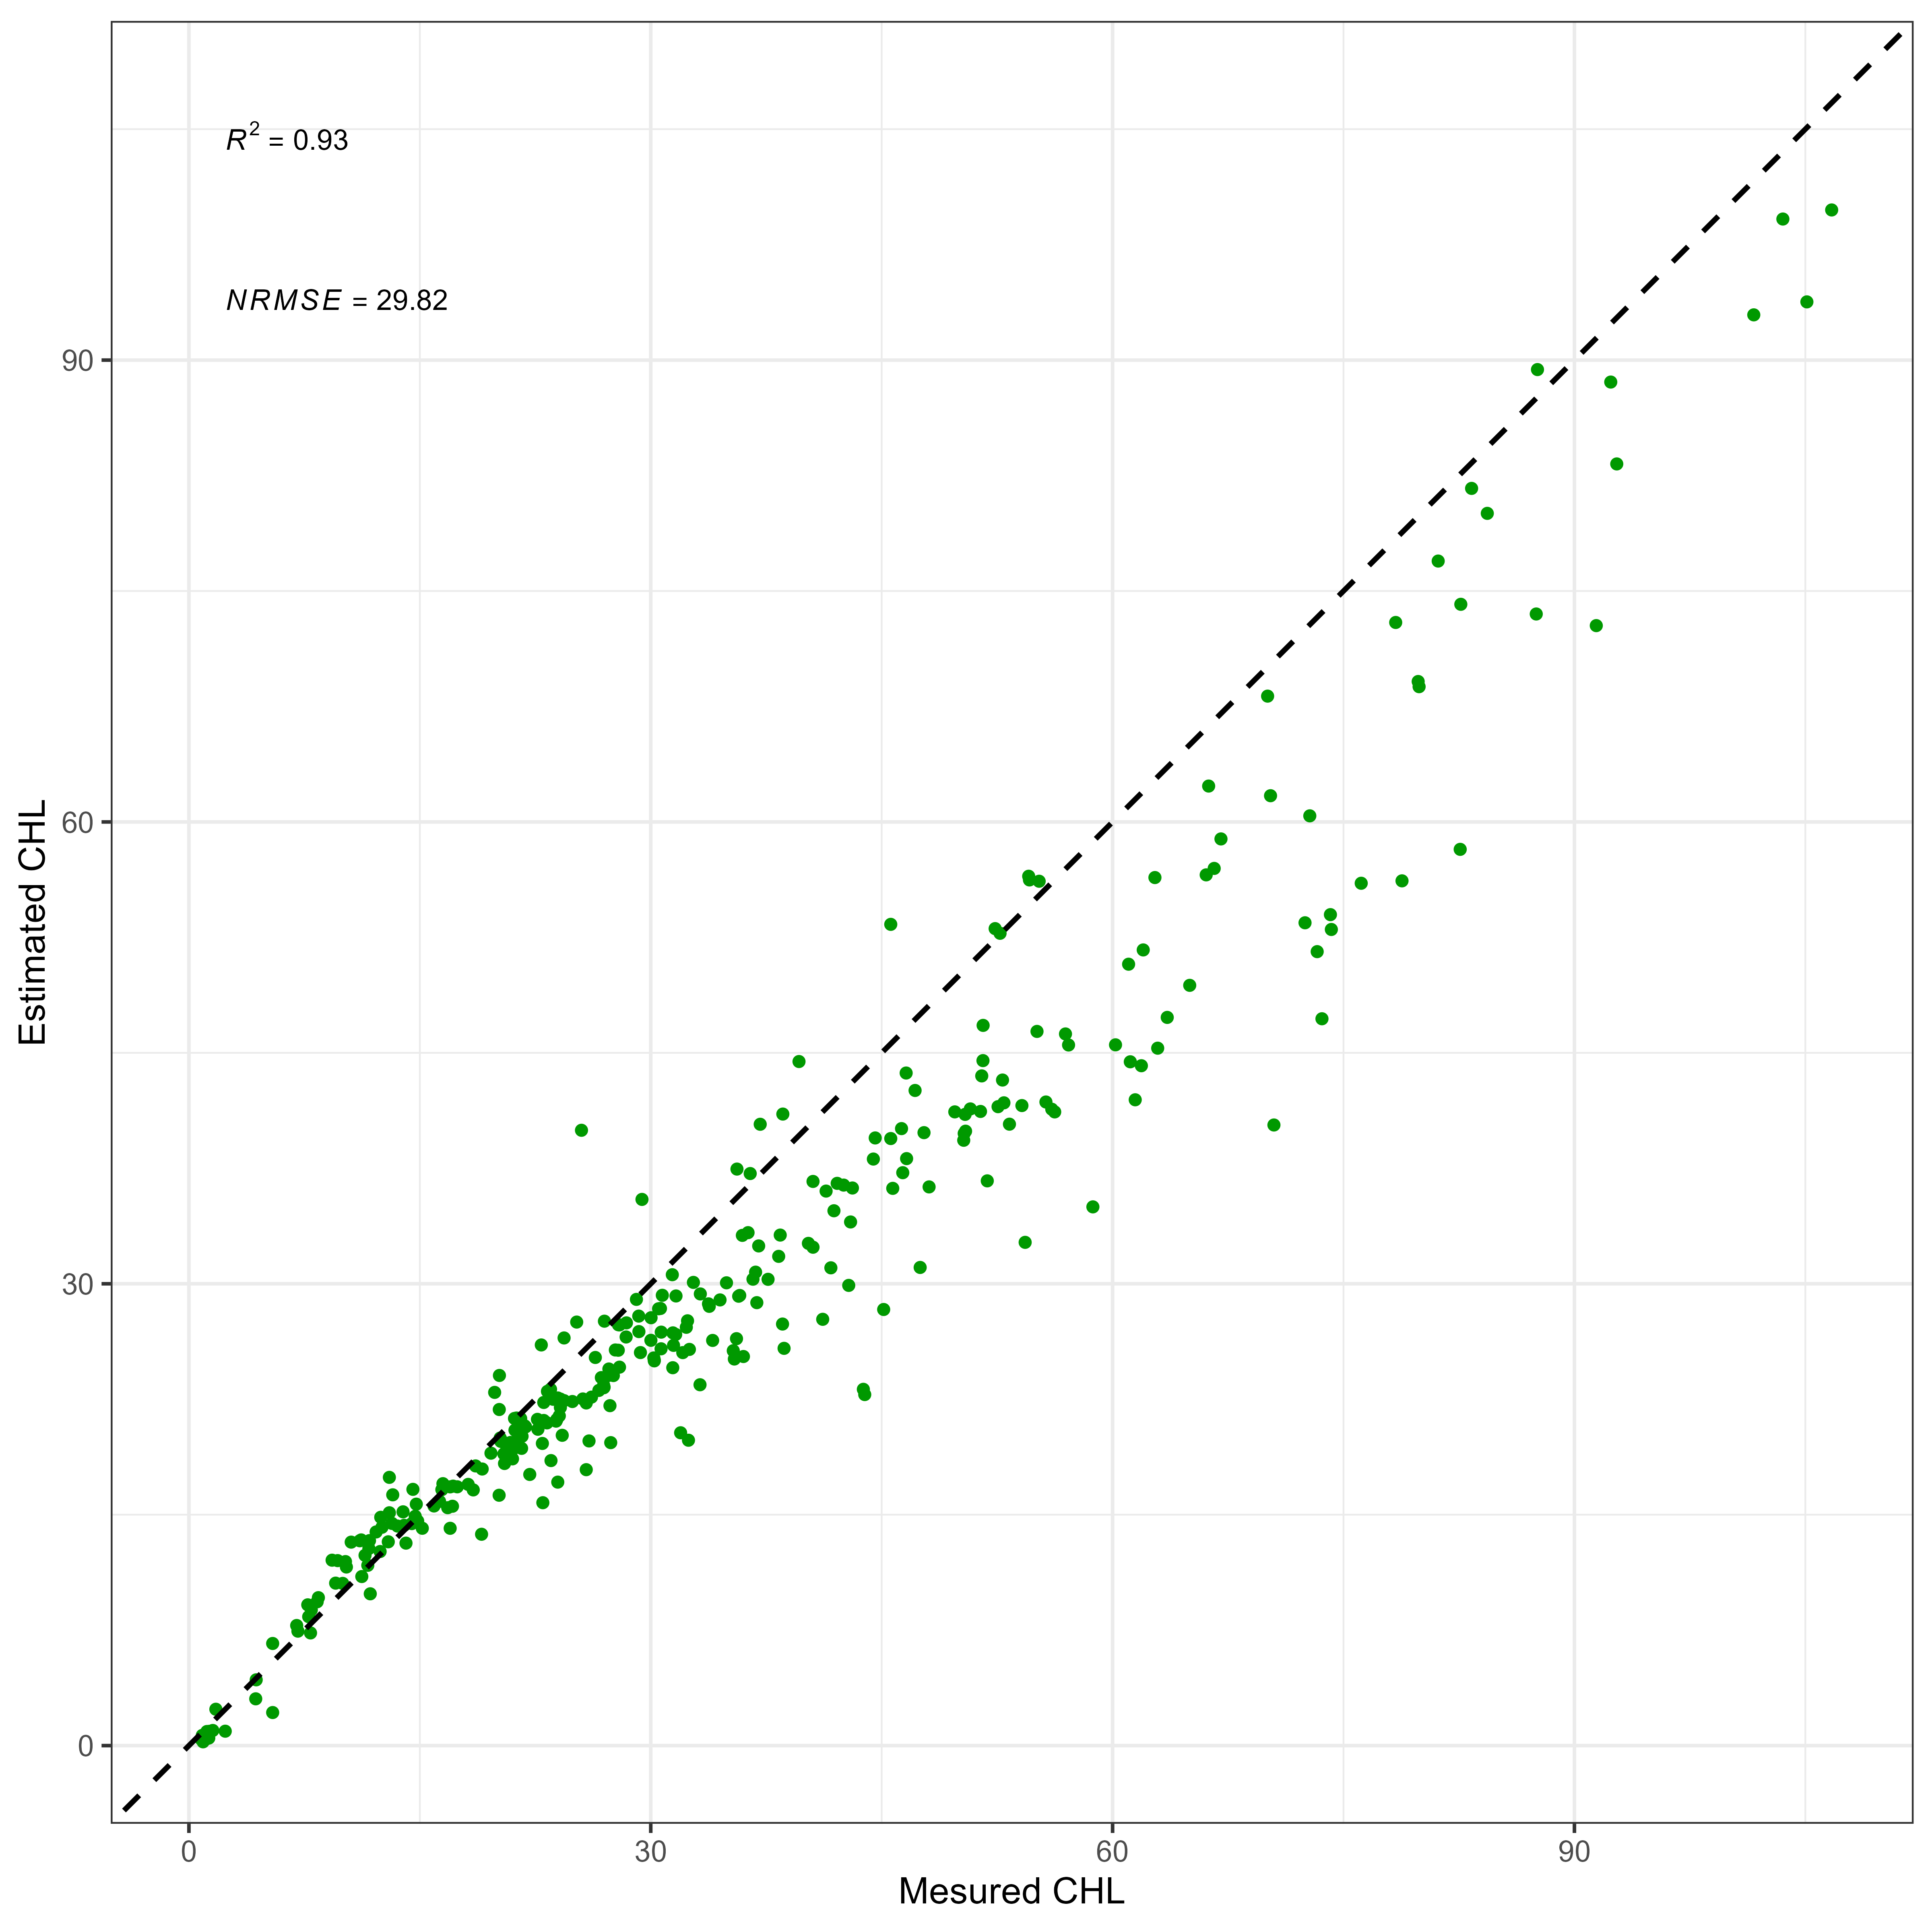 R² = 0.93
NRMSE = 29.82
90
60
30
0
Estimated CHL
0 30 60 90
Mesured CHL